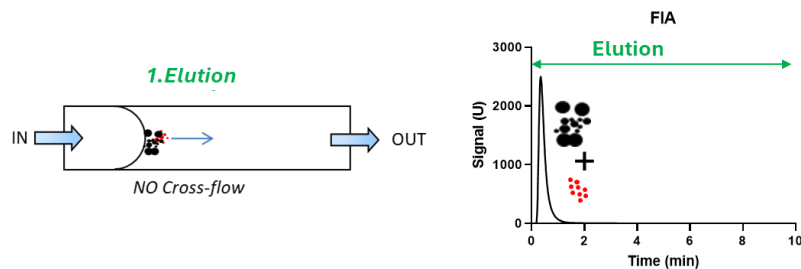 1.Elution
IN
OUT
NO Cross-flow
FIA
Elution
3000
2000
1000
0
Signal (U)
0 2 4 6 8 10
Time (min)